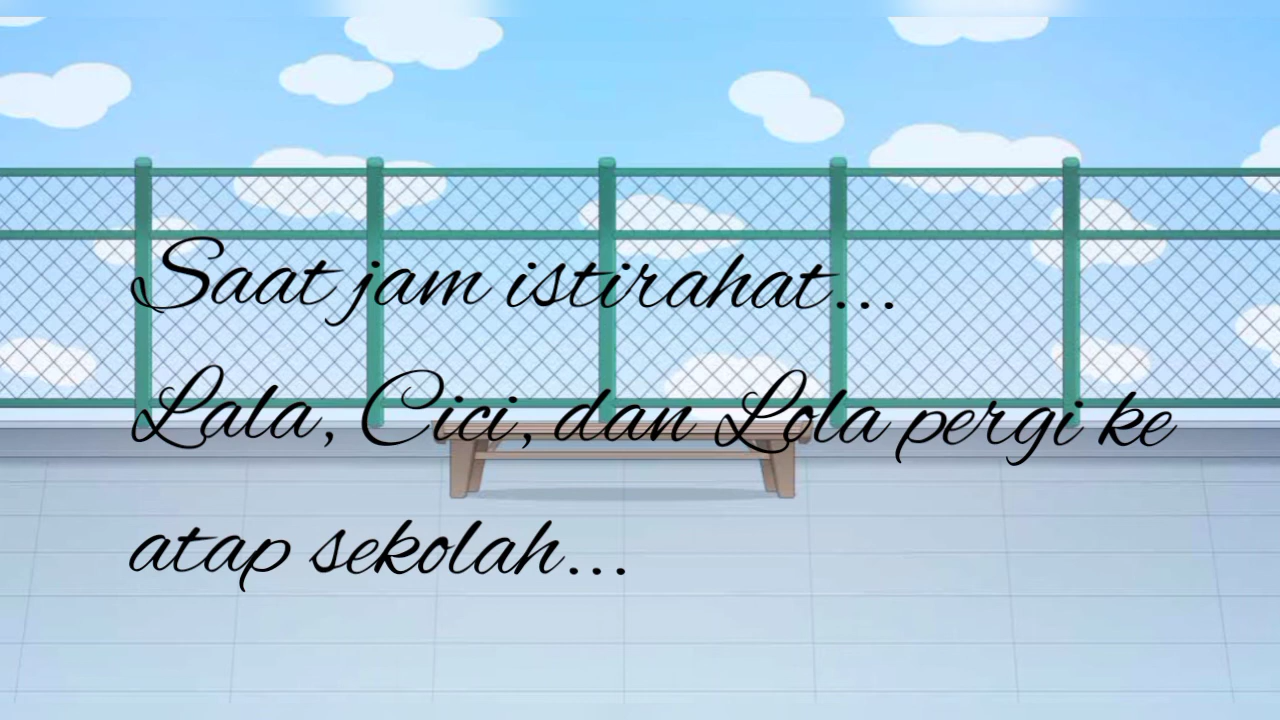 Saat jam istirahat...
Lala, Cici, dan Lola pergi ke
atap sekolah...